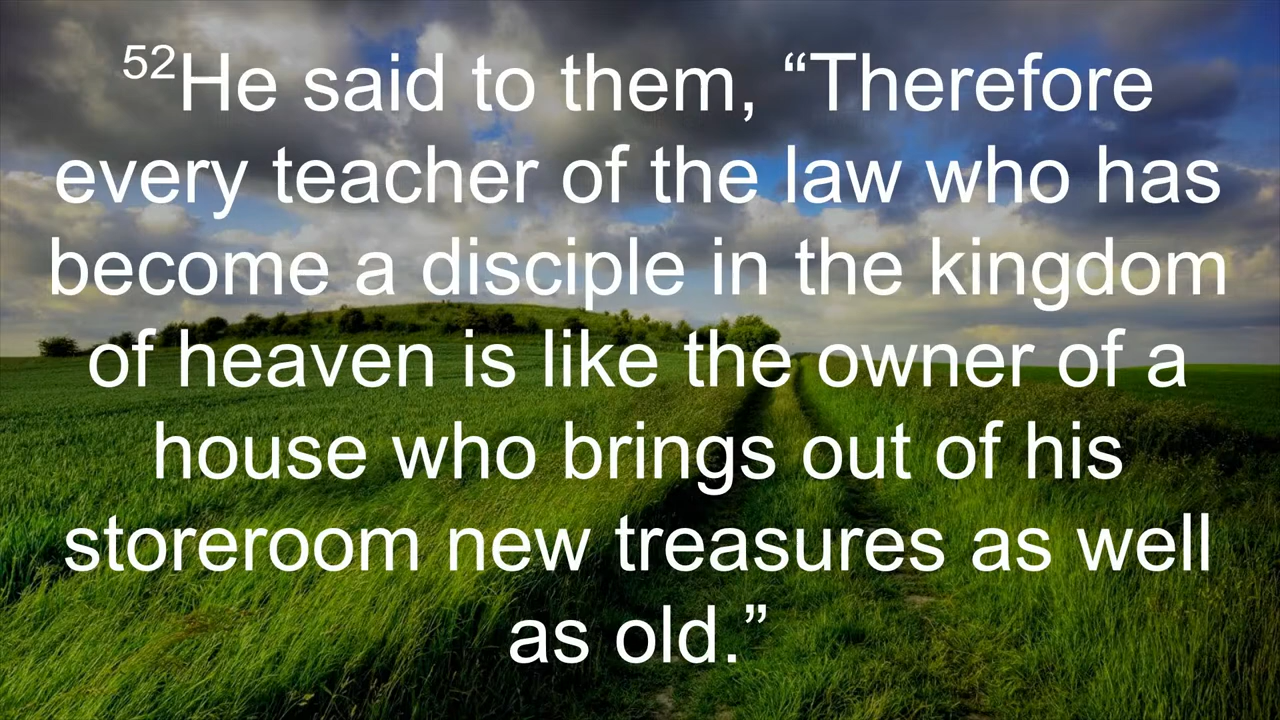 ⁵²He said to them, “Therefore
every teacher of the law who has
become a disciple in the kingdom
of heaven is like the owner of a
house who brings out of his
storeroom new treasures as well
as old.”